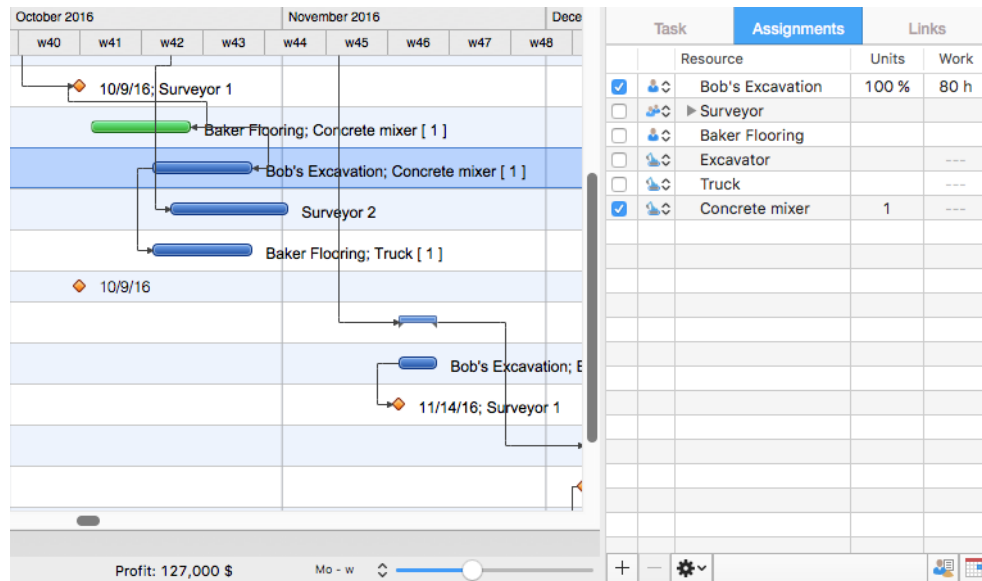 October 2016 November 2016 Dece
w40 w41 w42 w43 w44 w45 w46 w47 w48
10/9/16; Surveyor 1
Baker Flooring; Concrete mixer [ 1 ]
Bob's Excavation; Concrete mixer [ 1 ]
Surveyor 2
Baker Flooring; Truck [ 1 ]
10/9/16
Bob's Excavation; E
11/14/16; Surveyor 1
Profit: 127,000 $ Mo - w
Task Assignments Links
Resource Units Work
Bob's Excavation 100 % 80 h
Surveyor
Baker Flooring
Excavator ---
Truck ---
Concrete mixer 1 ---